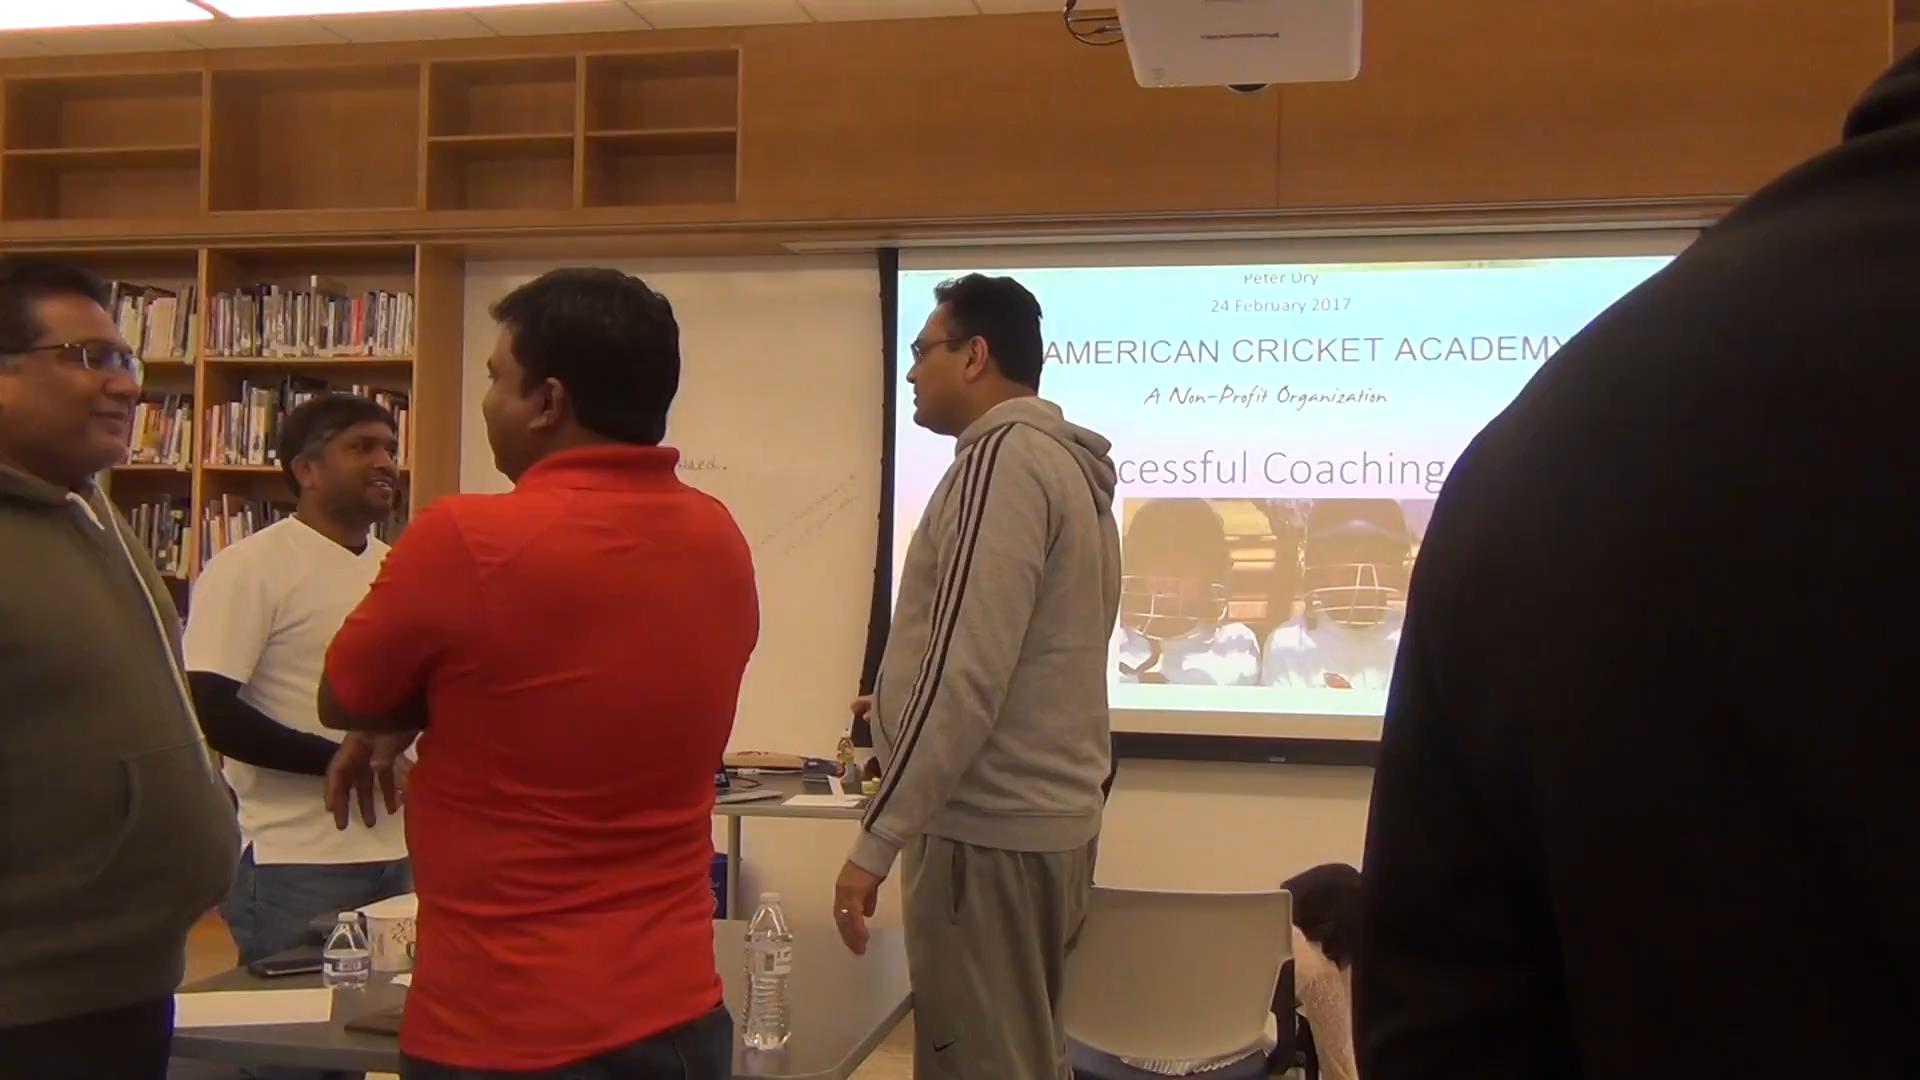 Peter Dry
24 February 2017
AMERICAN CRICKET ACADEMY
A Non-Profit Organization
cessful Coaching